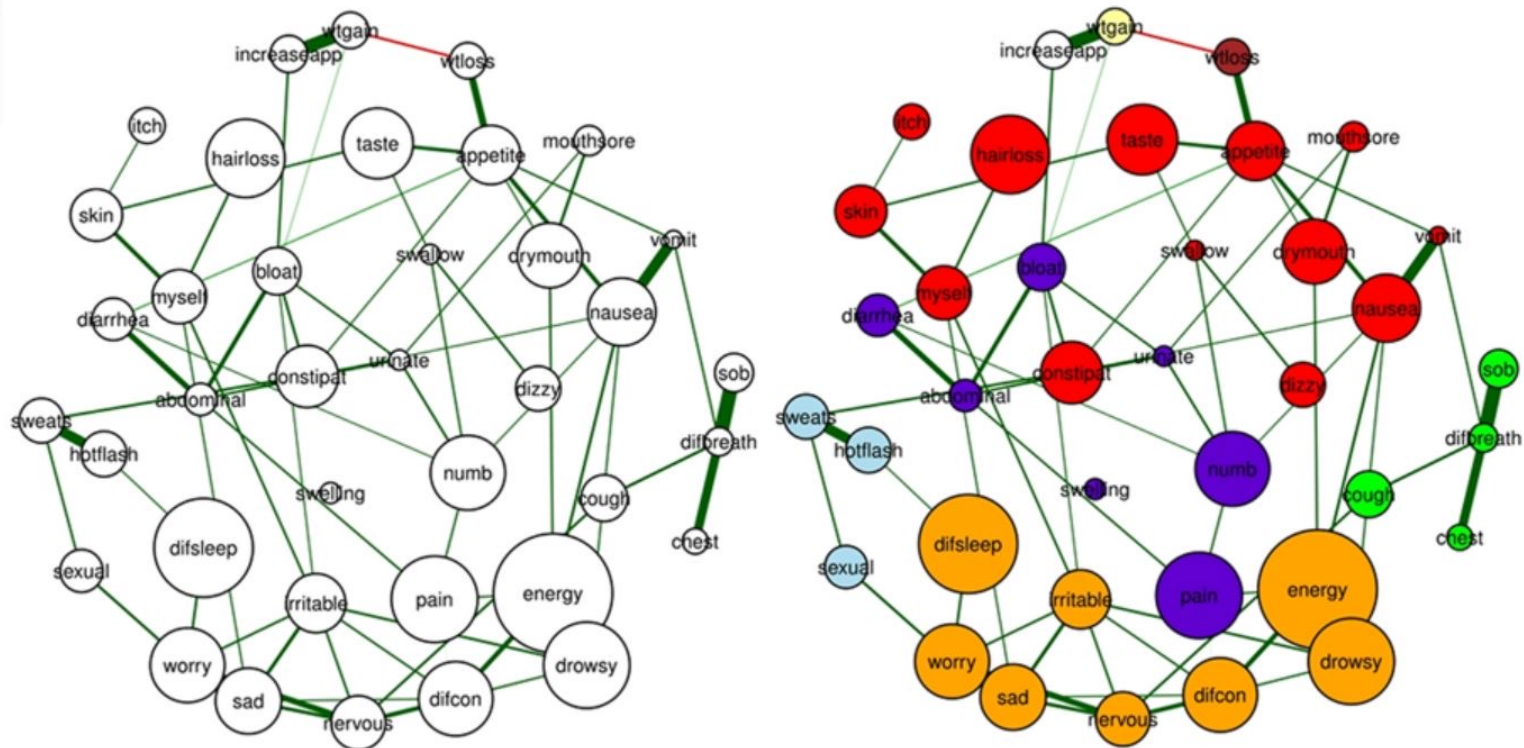 wtgain
increaseapp
wtloss
itch
taste
hairloss
appetite
mouthsore
skin
swallow
vomit
drymouth
bloat
myself
diarrhea
nausea
urinate
constipat
sob
dizzy
abdominal
sweats
difbreath
hotflash
numb
swelling
cough
chest
difsleep
sexual
irritable
pain
energy
worry
drowsy
sad
difcon
nervous
wtgain
increaseapp
wtloss
itch
taste
hairloss
appetite
mouthsore
skin
swallow
vomit
drymouth
bloat
myself
diarrhea
nausea
urinate
constipat
sob
dizzy
abdominal
sweats
difbreath
hotflash
numb
swelling
cough
chest
difsleep
sexual
irritable
pain
energy
worry
drowsy
sad
difcon
nervous